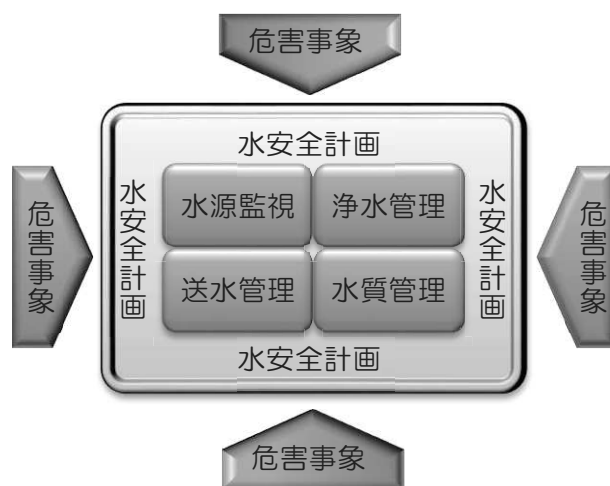 危害事象
水安全計画
危害事象
水安全計画
水源監視
浄水管理
水安全計画
危害事象
送水管理
水質管理
水安全計画
危害事象